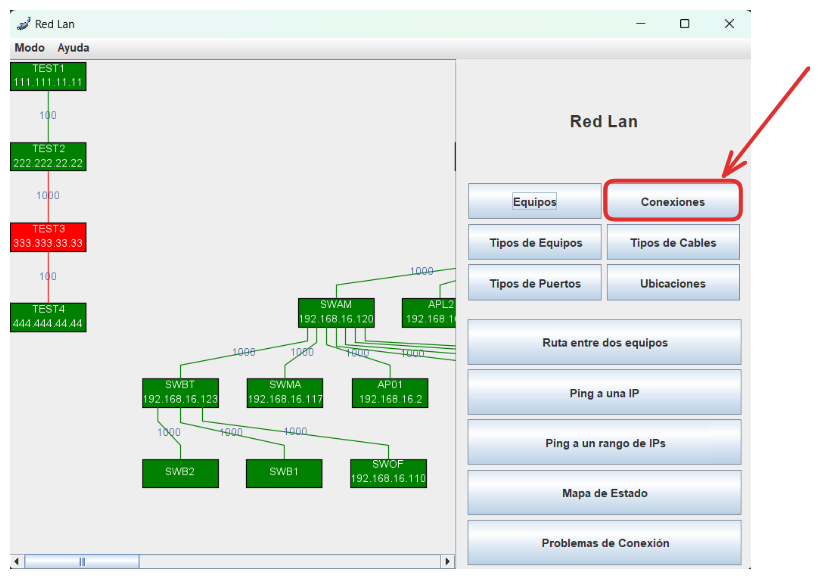 Red Lan
Modo Ayuda
TEST1
111.111.11.11
100
TEST2
222.222.22.22
1000
TEST3
333.333.33.33
100
TEST4
444.444.44.44
1000
SWAM
192.168.16.120
APL2
192.168.1
1000 1000 1000 1000
SWBT
192.168.16.123
SWMA
192.168.16.117
AP01
192.168.16.2
1000 1000 1000
SWB2
SWB1
SWOF
192.168.16.110
Red Lan
Equipos
Conexiones
Tipos de Equipos
Tipos de Cables
Tipos de Puertos
Ubicaciones
Ruta entre dos equipos
Ping a una IP
Ping a un rango de IPs
Mapa de Estado
Problemas de Conexión